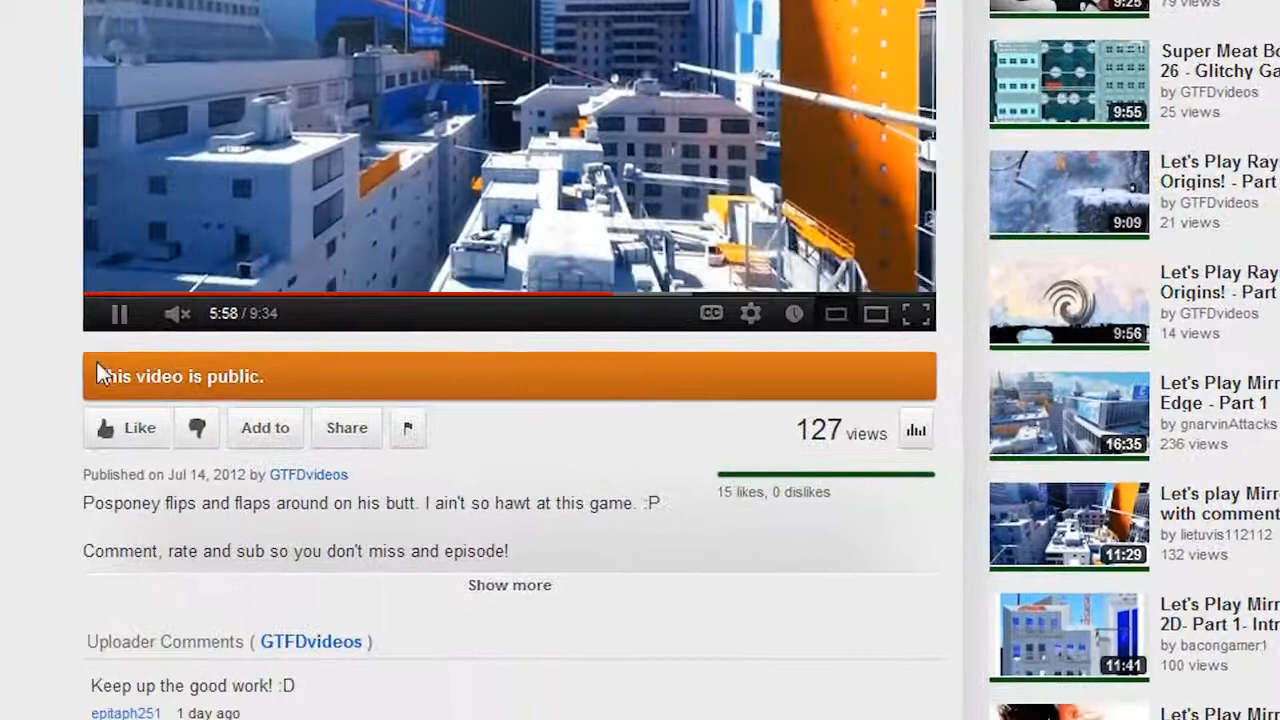 CC
5:58 / 9:34
This video is public.
Like
Add to
Share
127 views
Published on Jul 14, 2012 by GTFDvideos
15 likes, 0 dislikes
Posponey flips and flaps around on his butt. I ain't so hawt at this game. :P
Comment, rate and sub so you don't miss and episode!
Show more
Uploader Comments ( GTFDvideos )
Keep up the good work! :D
epitaph251 1 day ago
9:25
79 views
Super Meat Bo
26 - Glitchy Ga
by GTFDvideos
25 views
9:55
Let's Play Ray
Origins! - Part
by GTFDvideos
21 views
9:09
Let's Play Ray
Origins! - Part
by GTFDvideos
14 views
9:56
Let's Play Mirr
Edge - Part 1
by gnarvinAttacks
236 views
16:35
Let's play Mirr
with comment
by lietuvis112112
132 views
11:29
Let's Play Mirr
2D- Part 1- Intr
by bacongamer1
100 views
11:41
Let's Play Mirr